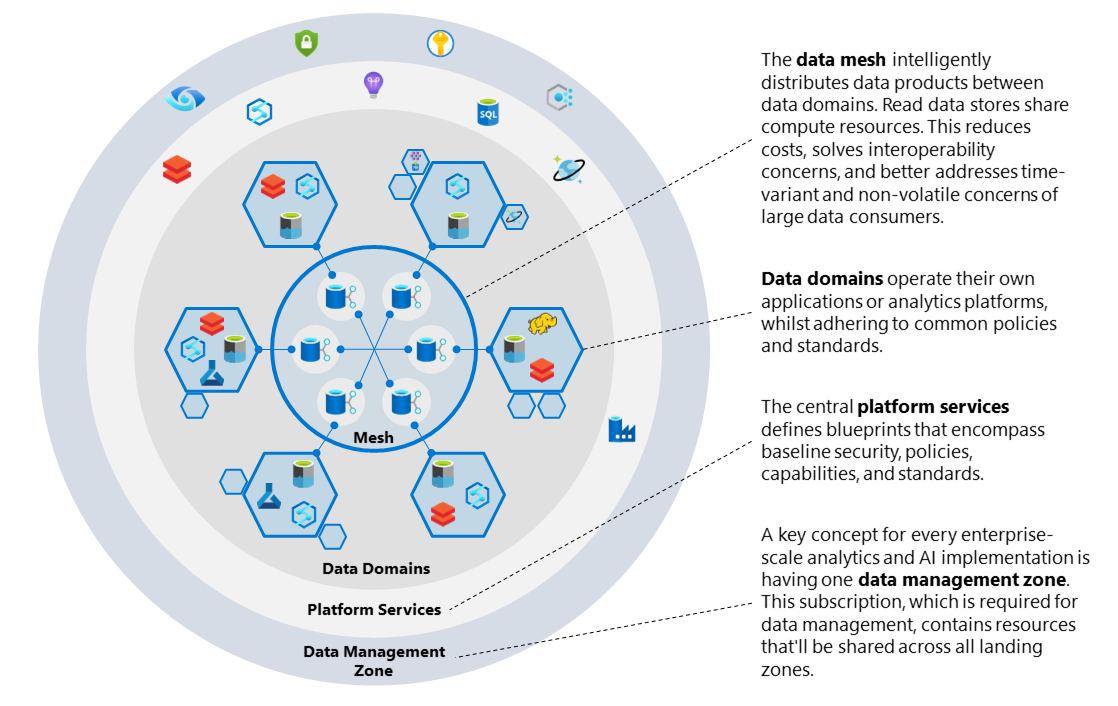 SQL
Mesh
Data Domains
Platform Services
Data Management
Zone
The data mesh intelligently
distributes data products between
data domains. Read data stores share
compute resources. This reduces
costs, solves interoperability
concerns, and better addresses time-
variant and non-volatile concerns of
large data consumers.
Data domains operate their own
applications or analytics platforms,
whilst adhering to common policies
and standards.
The central platform services
defines blueprints that encompass
baseline security, policies,
capabilities, and standards.
A key concept for every enterprise-
scale analytics and AI implementation is
having one data management zone.
This subscription, which is required for
data management, contains resources
that'll be shared across all landing
zones.